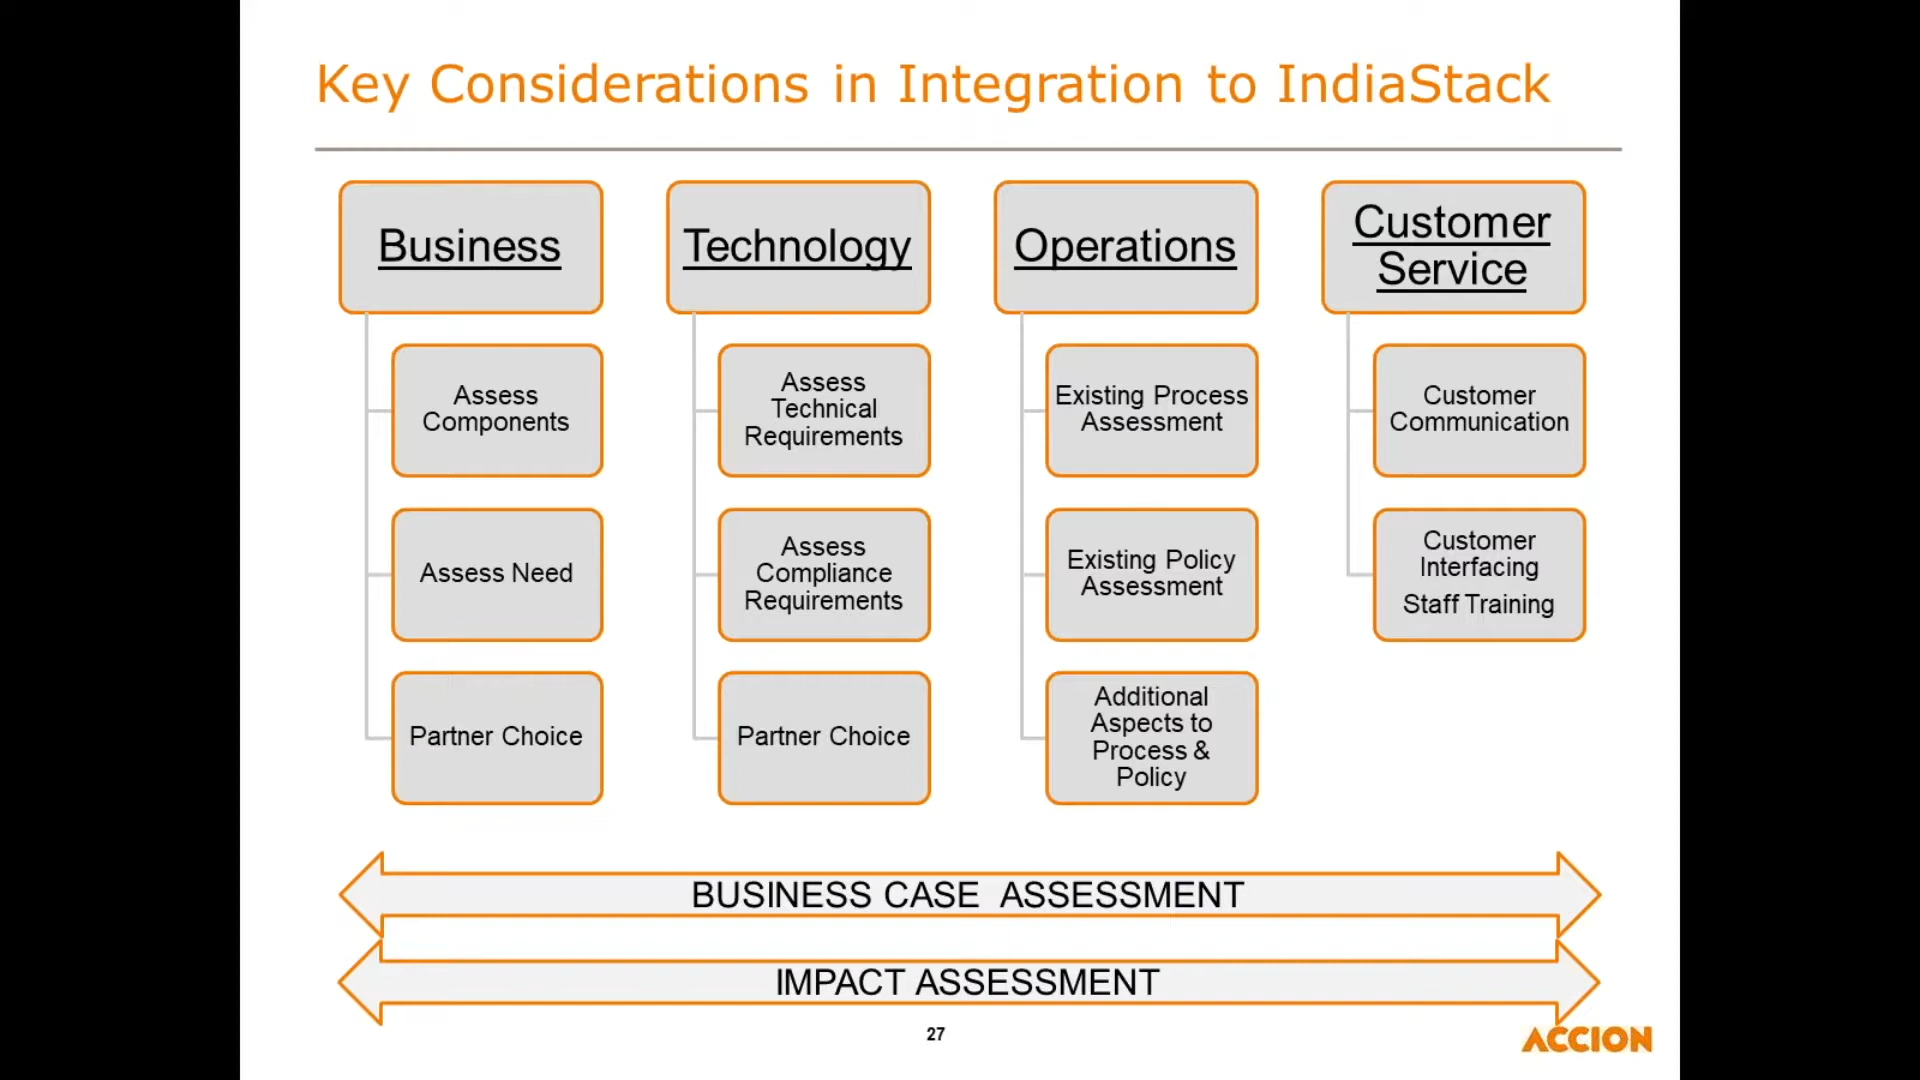 Key Considerations in Integration to IndiaStack
Business
Assess
Components
Assess Need
Partner Choice
Technology
Assess
Technical
Requirements
Assess
Compliance
Requirements
Partner Choice
Operations
Existing Process
Assessment
Existing Policy
Assessment
Additional
Aspects to
Process &
Policy
Customer
Service
Customer
Communication
Customer
Interfacing
Staff Training
BUSINESS CASE  ASSESSMENT
IMPACT ASSESSMENT
27
ACCION